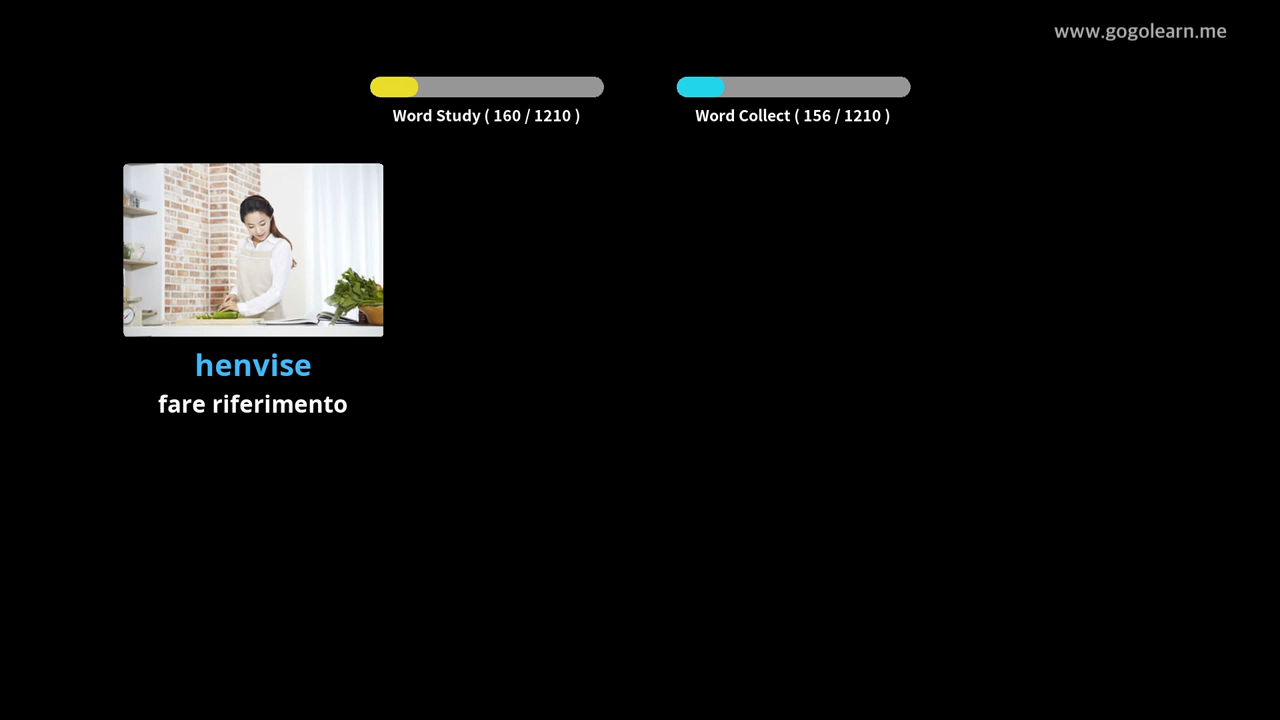 www.gogolearn.me
Word Study ( 160 / 1210 )
Word Collect ( 156 / 1210 )
henvise
fare riferimento